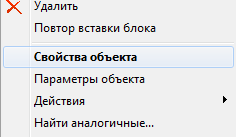 Удалить
Повтор вставки блока
Свойства объекта
Параметры объекта
Действия
Найти аналогичные...